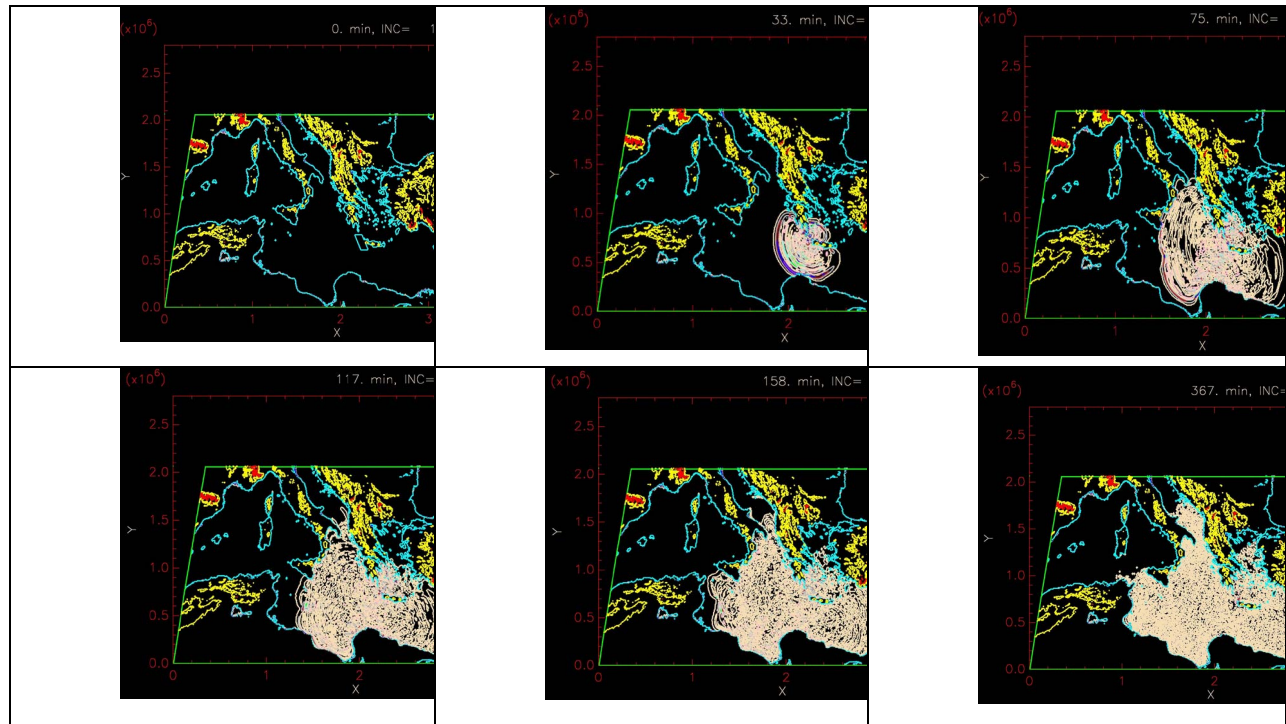 (x10⁶) 0. min, INC= 1
2.5
2.0
1.5
Y
1.0
0.5
0.0
0 1 2 3
X
(x10⁶) 33. min, INC=
2.5
2.0
1.5
Y
1.0
0.5
0.0
0 2
X
(x10⁶) 75. min, INC=
2.5
2.0
1.5
Y
1.0
0.5
0.0
0 1 2
X
(x10⁶) 117. min, INC=
2.5
2.0
1.5
Y
1.0
0.5
0.0
0 1 2
X
(x10⁶) 158. min, INC=
2.5
2.0
1.5
Y
1.0
0.5
0.0
0 2
X
(x10⁶) 367. min, INC=
2.5
2.0
1.5
Y
1.0
0.5
0.0
0 1 2
X